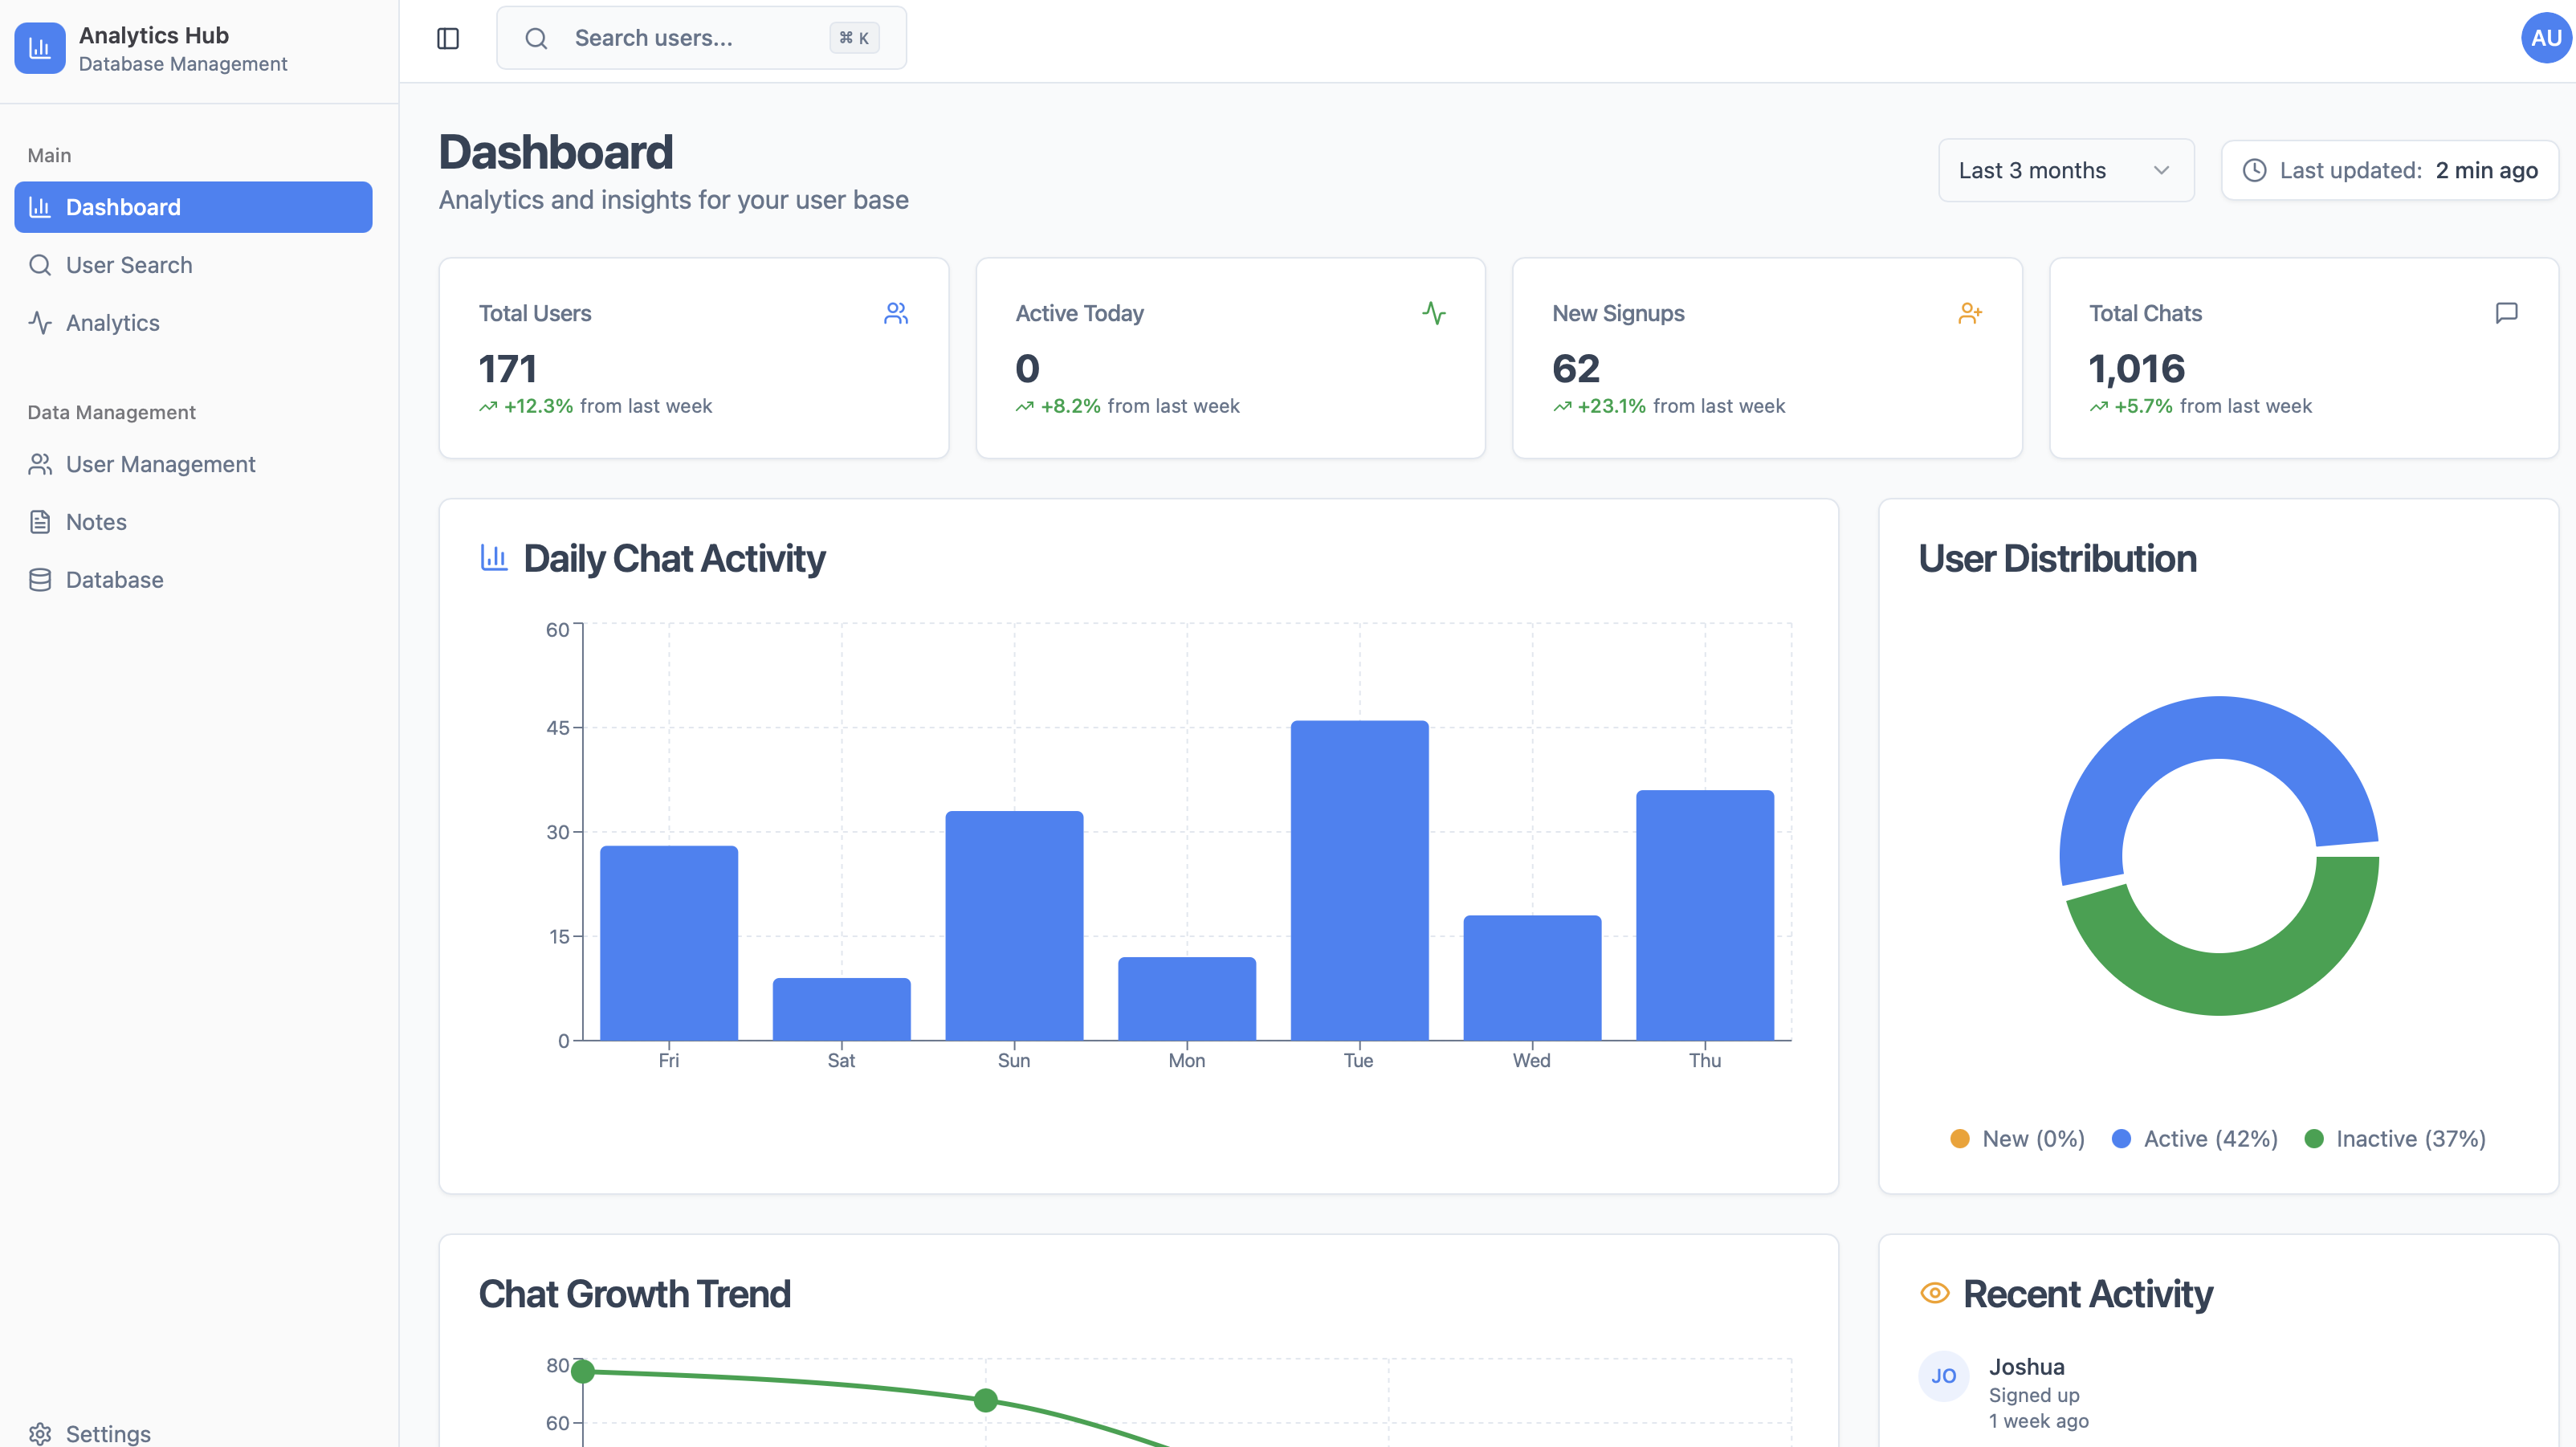 Analytics Hub
Database Management
Main
Dashboard
User Search
Analytics
Data Management
User Management
Notes
Database
Settings
Search users...
⌘ K
AU
Dashboard
Analytics and insights for your user base
Last 3 months
Last updated: 2 min ago
Total Users
171
+12.3% from last week
Active Today
0
+8.2% from last week
New Signups
62
+23.1% from last week
Total Chats
1,016
+5.7% from last week
Daily Chat Activity
60
45
30
15
0
Fri Sat Sun Mon Tue Wed Thu
User Distribution
New (0%) Active (42%) Inactive (37%)
Chat Growth Trend
80
60
Recent Activity
JO
Joshua
Signed up
1 week ago